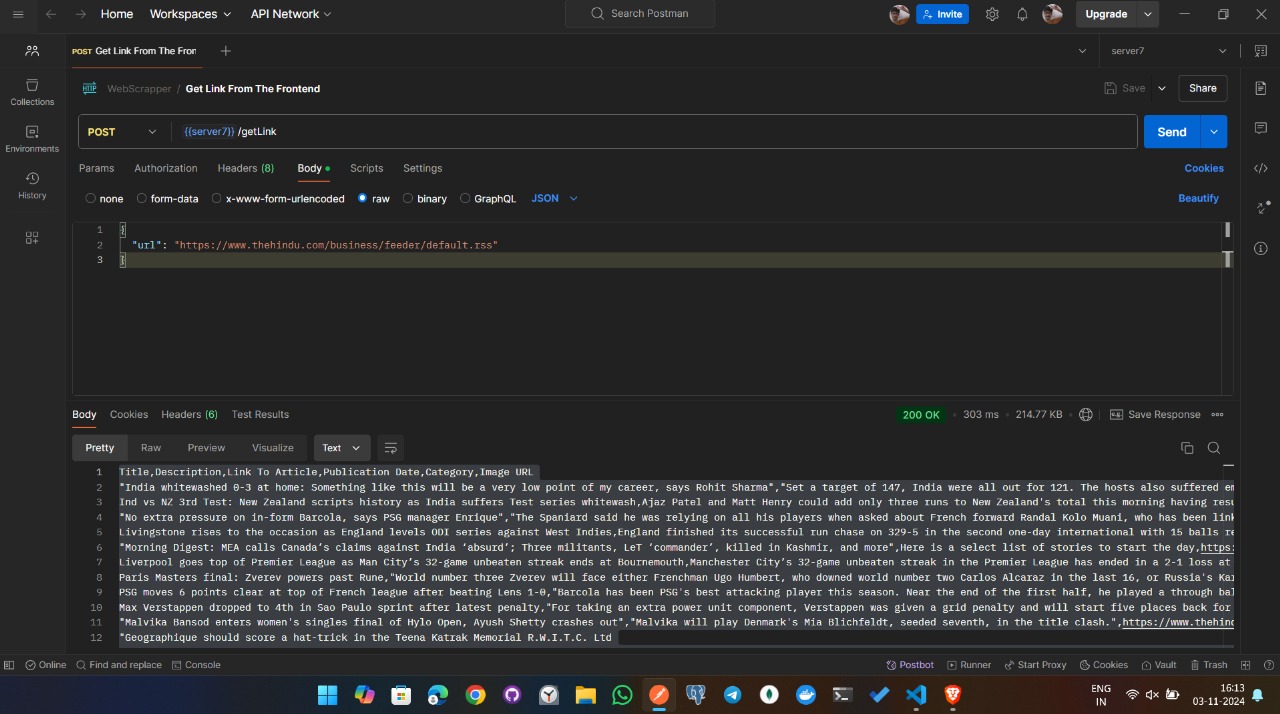 Home Workspaces API Network Search Postman Invite Upgrade
POST Get Link From The Fron server7
HTTP WebScrapper / Get Link From The Frontend Save Share
Collections
Environments
History
POST {{server7}} /getLink Send
Params Authorization Headers (8) Body Scripts Settings Cookies
none form-data x-www-form-urlencoded raw binary GraphQL JSON Beautify
1 {
2 "url": "https://www.thehindu.com/business/feeder/default.rss"
3 }
Body Cookies Headers (6) Test Results 200 OK 303 ms 214.77 KB Save Response
Pretty Raw Preview Visualize Text
1 Title,Description,Link To Article,Publication Date,Category,Image URL
2 "India whitewashed 0-3 at home: Something like this will be a very low point of my career, says Rohit Sharma","Set a target of 147, India were all out for 121. The hosts also suffered em
3 Ind vs NZ 3rd Test: New Zealand scripts history as India suffers Test series whitewash,Ajaz Patel and Matt Henry could add only three runs to New Zealand's total this morning having resu
4 "No extra pressure on in-form Barcola, says PSG manager Enrique","The Spaniard said he was relying on all his players when asked about French forward Randal Kolo Muani, who has been link
5 Livingstone rises to the occasion as England levels ODI series against West Indies,England finished its successful run chase on 329-5 in the second one-day international with 15 balls re
6 "Morning Digest: MEA calls Canada’s claims against India ‘absurd’; Three militants, LeT ‘commander’, killed in Kashmir, and more",Here is a select list of stories to start the day,https:
7 Liverpool goes top of Premier League as Man City’s 32-game unbeaten streak ends at Bournemouth,Manchester City’s 32-game unbeaten streak in the Premier League has ended in a 2-1 loss at
8 Paris Masters final: Zverev powers past Rune,"World number three Zverev will face either Frenchman Ugo Humbert, who downed world number two Carlos Alcaraz in the last 16, or Russia's Kar
9 PSG moves 6 points clear at top of French league after beating Lens 1-0,"Barcola has been PSG's best attacking player this season. Near the end of the first half, he played a through bal
10 Max Verstappen dropped to 4th in Sao Paulo sprint after latest penalty,"For taking an extra power unit component, Verstappen was given a grid penalty and will start five places back for
11 "Malvika Bansod enters women's singles final of Hylo Open, Ayush Shetty crashes out","Malvika will play Denmark's Mia Blichfeldt, seeded seventh, in the title clash.",https://www.thehind
12 "Geographique should score a hat-trick in the Teena Katrak Memorial R.W.I.T.C. Ltd
Online Find and replace Console Postbot Runner Start Proxy Cookies Vault Trash
ENG 16:13
IN 03-11-2024